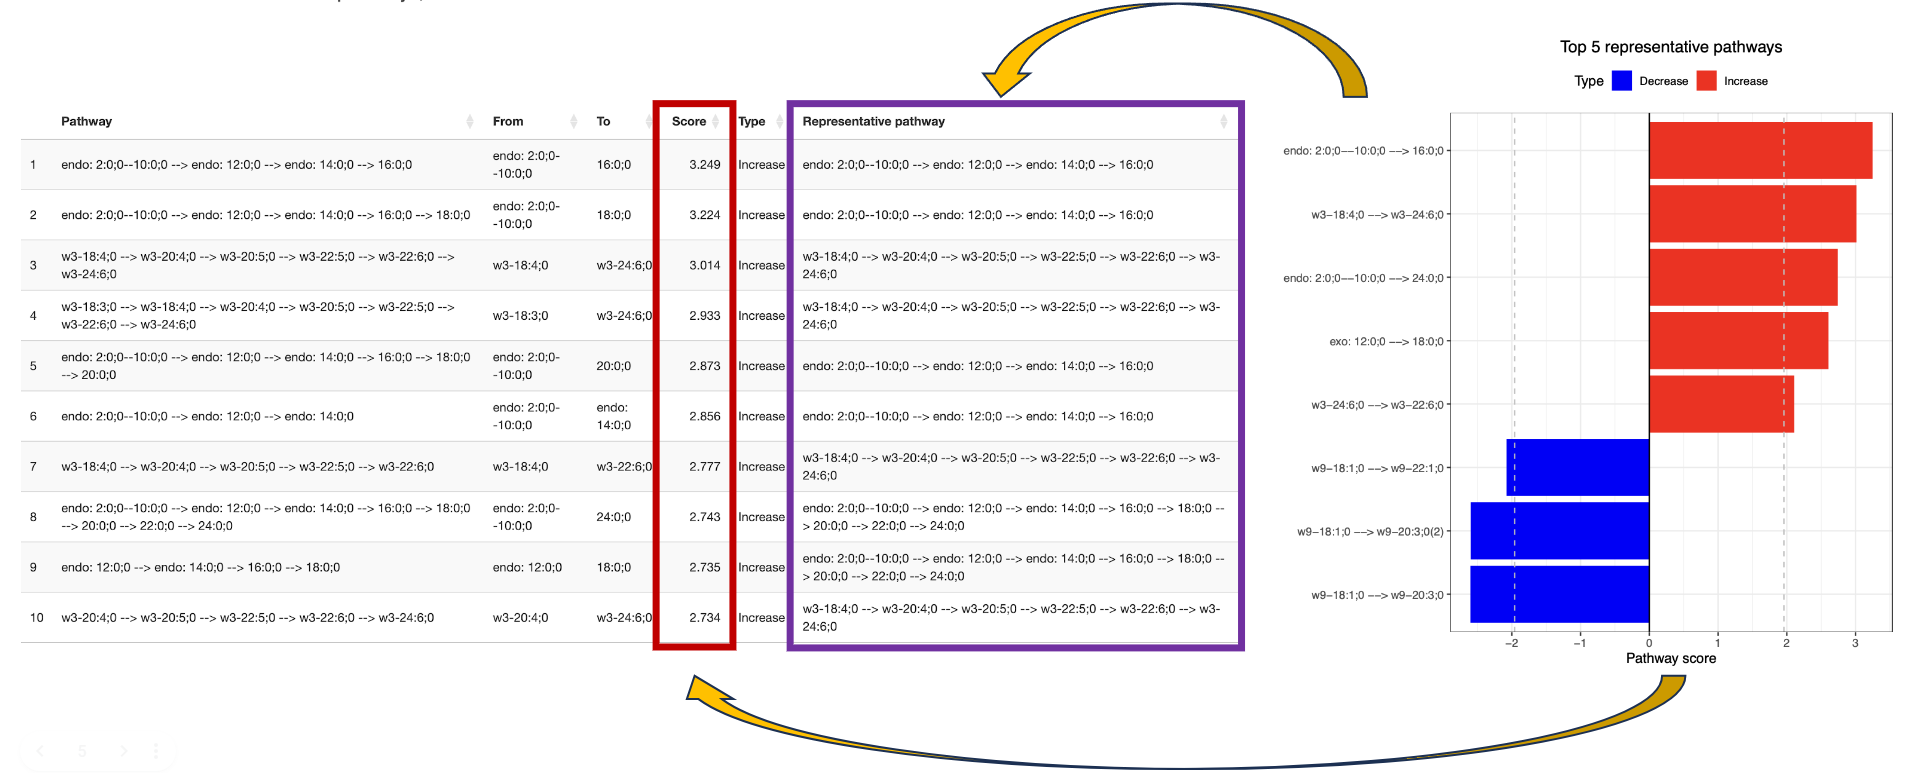 Pathway From To Score Type Representative pathway
1 endo: 2:0;0--10:0;0 --> endo: 12:0;0 --> endo: 14:0;0 --> 16:0;0 endo: 2:0;0-
-10:0;0 16:0;0 3.249 Increase endo: 2:0;0--10:0;0 --> endo: 12:0;0 --> endo: 14:0;0 --> 16:0;0
2 endo: 2:0;0--10:0;0 --> endo: 12:0;0 --> endo: 14:0;0 --> 16:0;0 --> 18:0;0 endo: 2:0;0-
-10:0;0 18:0;0 3.224 Increase endo: 2:0;0--10:0;0 --> endo: 12:0;0 --> endo: 14:0;0 --> 16:0;0
3 w3-18:4;0 --> w3-20:4;0 --> w3-20:5;0 --> w3-22:5;0 --> w3-22:6;0 -->
w3-24:6;0 w3-18:4;0 w3-24:6;0 3.014 Increase w3-18:4;0 --> w3-20:4;0 --> w3-20:5;0 --> w3-22:5;0 --> w3-22:6;0 --> w3-
24:6;0
4 w3-18:3;0 --> w3-18:4;0 --> w3-20:4;0 --> w3-20:5;0 --> w3-22:5;0 -->
w3-22:6;0 --> w3-24:6;0 w3-18:3;0 w3-24:6;0 2.933 Increase w3-18:4;0 --> w3-20:4;0 --> w3-20:5;0 --> w3-22:5;0 --> w3-22:6;0 --> w3-
24:6;0
5 endo: 2:0;0--10:0;0 --> endo: 12:0;0 --> endo: 14:0;0 --> 16:0;0 --> 18:0;0
--> 20:0;0 endo: 2:0;0-
-10:0;0 20:0;0 2.873 Increase endo: 2:0;0--10:0;0 --> endo: 12:0;0 --> endo: 14:0;0 --> 16:0;0
6 endo: 2:0;0--10:0;0 --> endo: 12:0;0 --> endo: 14:0;0 endo: 2:0;0-
-10:0;0 endo:
14:0;0 2.856 Increase endo: 2:0;0--10:0;0 --> endo: 12:0;0 --> endo: 14:0;0 --> 16:0;0
7 w3-18:4;0 --> w3-20:4;0 --> w3-20:5;0 --> w3-22:5;0 --> w3-22:6;0 w3-18:4;0 w3-22:6;0 2.777 Increase w3-18:4;0 --> w3-20:4;0 --> w3-20:5;0 --> w3-22:5;0 --> w3-22:6;0 --> w3-
24:6;0
8 endo: 2:0;0--10:0;0 --> endo: 12:0;0 --> endo: 14:0;0 --> 16:0;0 --> 18:0;0
--> 20:0;0 --> 22:0;0 --> 24:0;0 endo: 2:0;0-
-10:0;0 24:0;0 2.743 Increase endo: 2:0;0--10:0;0 --> endo: 12:0;0 --> endo: 14:0;0 --> 16:0;0 --> 18:0;0 --
> 20:0;0 --> 22:0;0 --> 24:0;0
9 endo: 12:0;0 --> endo: 14:0;0 --> 16:0;0 --> 18:0;0 endo: 12:0;0 18:0;0 2.735 Increase endo: 2:0;0--10:0;0 --> endo: 12:0;0 --> endo: 14:0;0 --> 16:0;0 --> 18:0;0 --
> 20:0;0 --> 22:0;0 --> 24:0;0
10 w3-20:4;0 --> w3-20:5;0 --> w3-22:5;0 --> w3-22:6;0 --> w3-24:6;0 w3-20:4;0 w3-24:6;0 2.734 Increase w3-18:4;0 --> w3-20:4;0 --> w3-20:5;0 --> w3-22:5;0 --> w3-22:6;0 --> w3-
24:6;0
Top 5 representative pathways
Type Decrease Increase
endo: 2:0;0--10:0;0 --> 16:0;0
w3-18:4;0 --> w3-24:6;0
endo: 2:0;0--10:0;0 --> 24:0;0
exo: 12:0;0 --> 18:0;0
w3-24:6;0 --> w3-22:6;0
w9-18:1;0 --> w9-22:1;0
w9-18:1;0 --> w9-20:3;0(2)
w9-18:1;0 --> w9-20:3;0
-2 -1 0 1 2 3
Pathway score
5